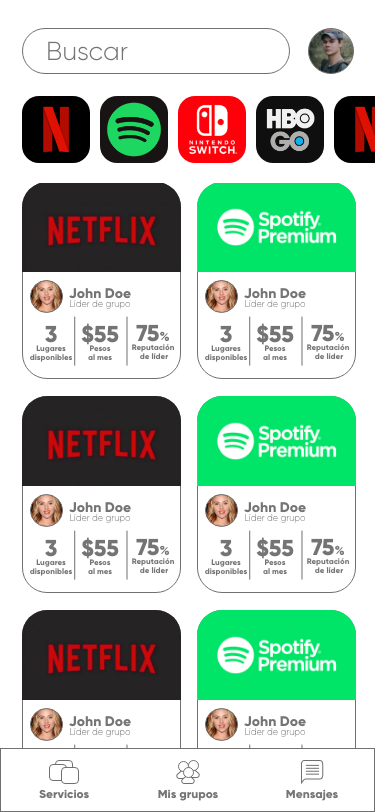 Buscar
N
NINTENDO
SWITCH
HBO
GO
N
NETFLIX
Spotify
Premium
John Doe
Líder de grupo
3
Lugares
disponibles
$55
Pesos
al mes
75%
Reputación
de líder
John Doe
Líder de grupo
3
Lugares
disponibles
$55
Pesos
al mes
75%
Reputación
de líder
NETFLIX
Spotify
Premium
John Doe
Líder de grupo
3
Lugares
disponibles
$55
Pesos
al mes
75%
Reputación
de líder
John Doe
Líder de grupo
3
Lugares
disponibles
$55
Pesos
al mes
75%
Reputación
de líder
NETFLIX
Spotify
Premium
John Doe
Líder de grupo
John Doe
Líder de grupo
Servicios
Mis grupos
Mensajes